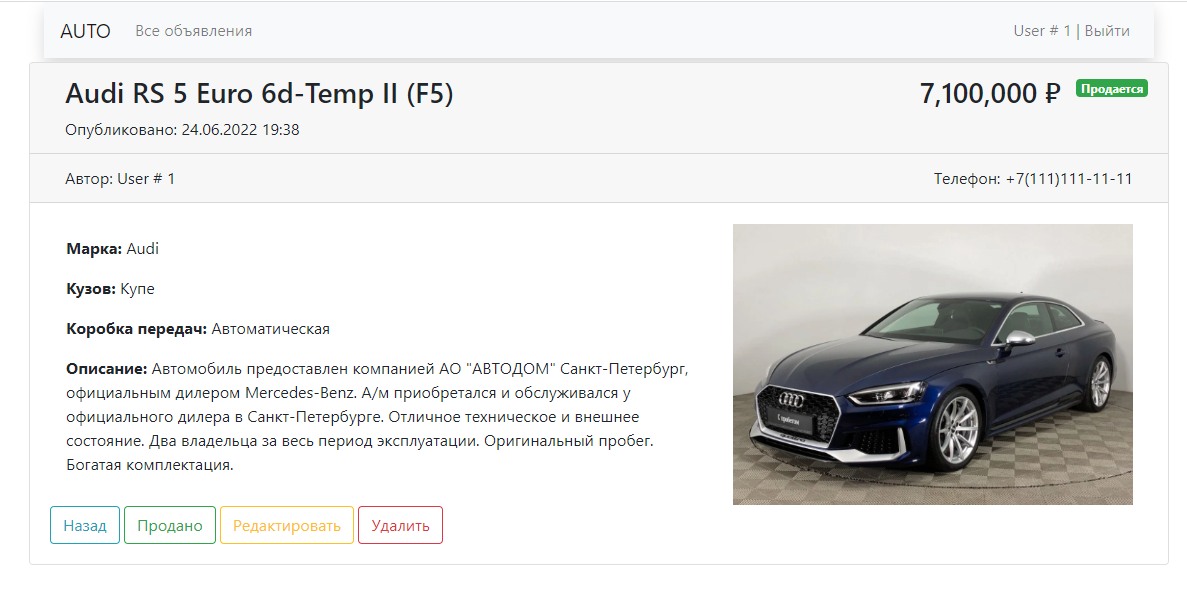 AUTO Все объявления User # 1 | Выйти
Audi RS 5 Euro 6d-Temp II (F5) 7,100,000 ₽ Продается
Опубликовано: 24.06.2022 19:38
Автор: User # 1 Телефон: +7(111)111-11-11
Марка: Audi
Кузов: Купе
Коробка передач: Автоматическая
Описание: Автомобиль предоставлен компанией АО "АВТОДОМ" Санкт-Петербург,
официальным дилером Mercedes-Benz. А/м приобретался и обслуживался у
официального дилера в Санкт-Петербурге. Отличное техническое и внешнее
состояние. Два владельца за весь период эксплуатации. Оригинальный пробег.
Богатая комплектация.
С пробегом
Назад Продано Редактировать Удалить